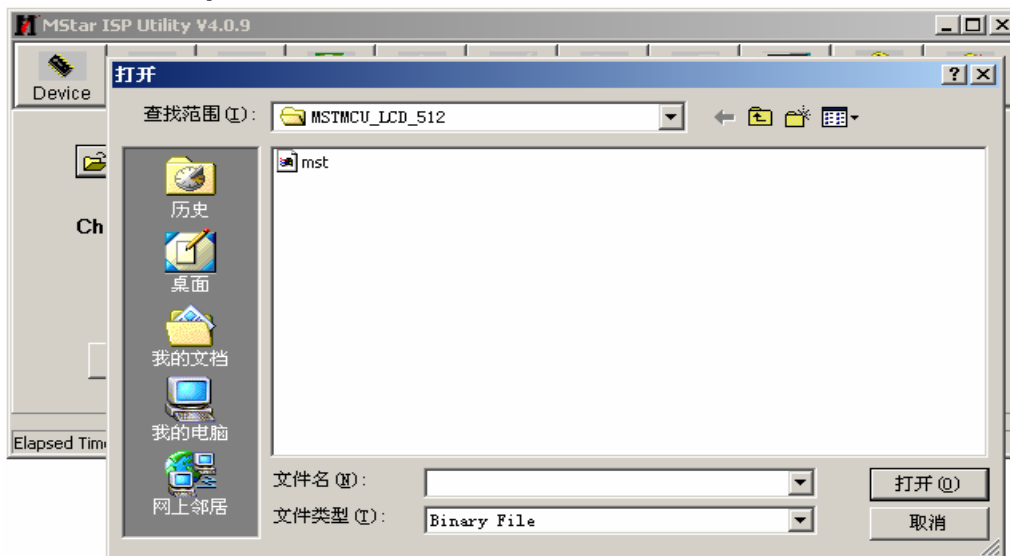 MStar ISP Utility V4.0.9
Device
打开
查找范围(I):
MSTMCU_LCD_512
mst
Ch
历史
桌面
我的文档
我的电脑
网上邻居
Elapsed Tim
文件名(N):
打开(O)
文件类型(T):
Binary File
取消